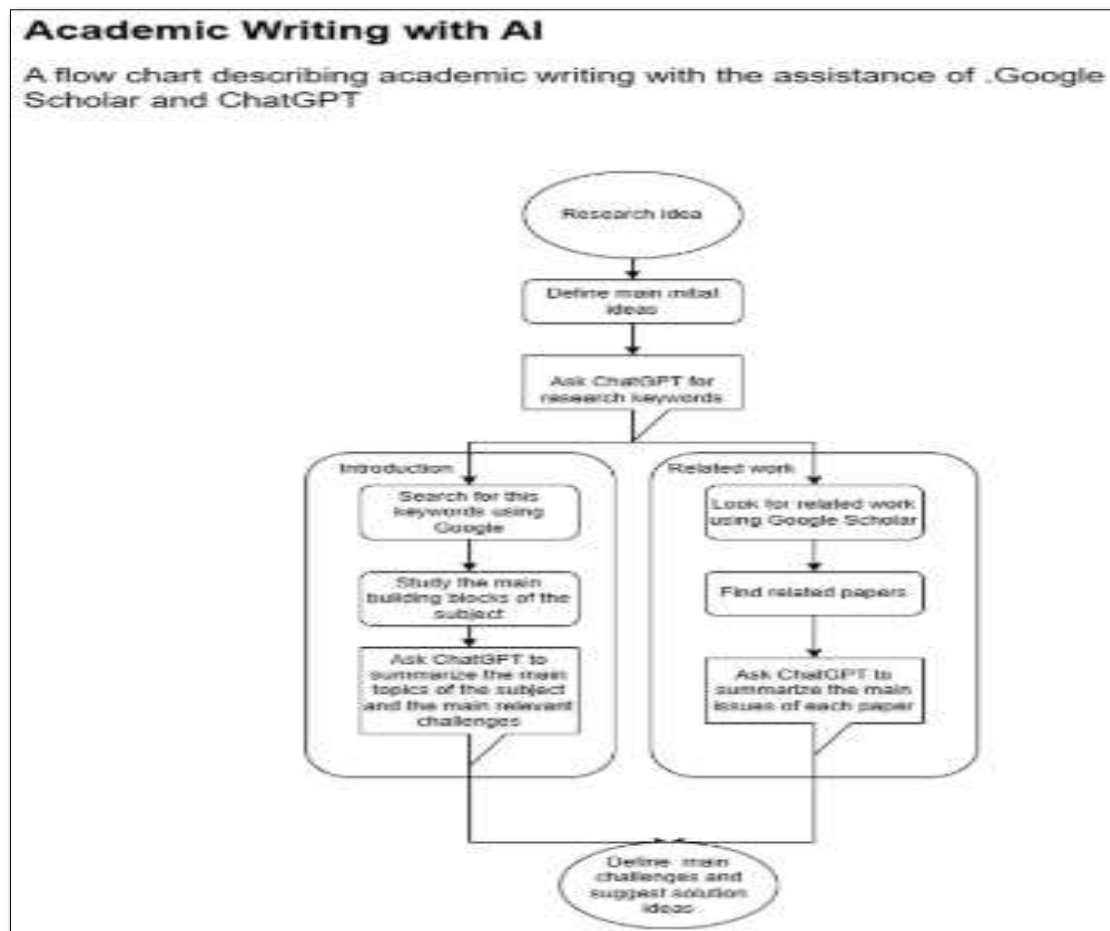 Academic Writing with AI
A flow chart describing academic writing with the assistance of .Google
Scholar and ChatGPT
Research idea
Define main initial
ideas
Ask ChatGPT for
research keywords
Introduction
Search for this
keywords using
Google
Study the main
building blocks of the
subject
Ask ChatGPT to
summarize the main
topics of the subject
and the main relevant
challenges
Related work
Look for related work
using Google Scholar
Find related papers
Ask ChatGPT to
summarize the main
issues of each paper
Define main
challenges and
suggest solution
ideas